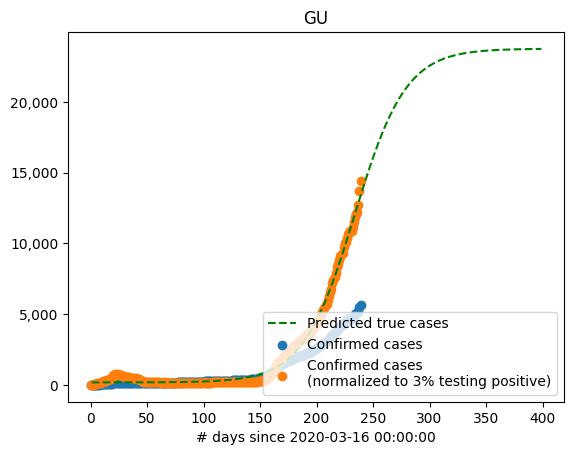 GU
20,000
15,000
10,000
5,000
0
Predicted true cases
Confirmed cases
Confirmed cases
(normalized to 3% testing positive)
0 50 100 150 200 250 300 350 400
# days since 2020-03-16 00:00:00